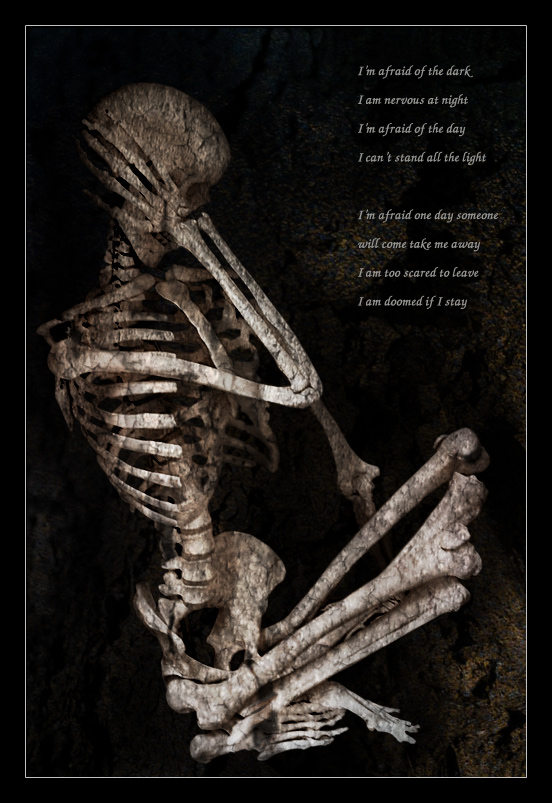 I'm afraid of the dark
I am nervous at night
I'm afraid of the day
I can't stand all the light
I'm afraid one day someone
will come take me away
I am too scared to leave
I am doomed if I stay